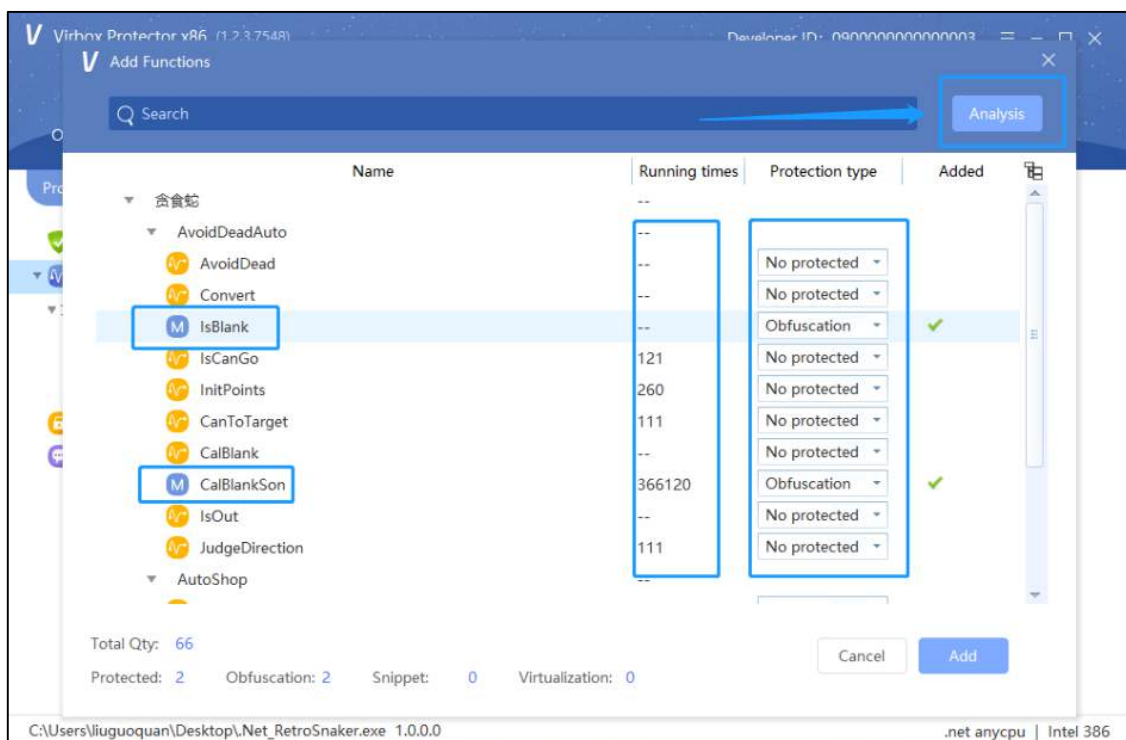 Virbox Protector x86 (1.2.3.7548) Developer ID: 0900000000000003
V Add Functions
Search Analysis
Name Running times Protection type Added
Pro
贪食蛇 --
AvoidDeadAuto --
AvoidDead -- No protected
Convert -- No protected
M IsBlank -- Obfuscation
IsCanGo 121 No protected
InitPoints 260 No protected
CanToTarget 111 No protected
CalBlank -- No protected
M CalBlankSon 366120 Obfuscation
IsOut -- No protected
JudgeDirection 111 No protected
AutoShop --
Total Qty: 66 Cancel Add
Protected: 2 Obfuscation: 2 Snippet: 0 Virtualization: 0
C:\Users\liuguoquan\Desktop\.Net_RetroSnaker.exe 1.0.0.0 .net anycpu | Intel 386